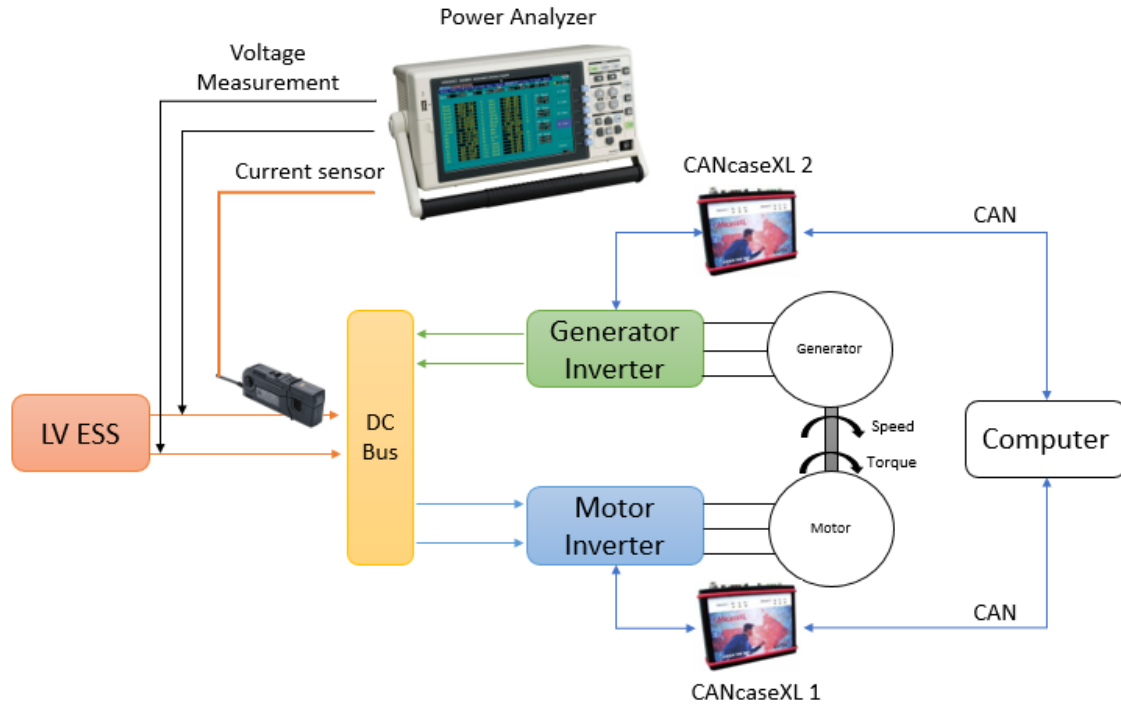 Power Analyzer
Voltage
Measurement
Current sensor
CANcaseXL 2
CAN
Generator
Inverter
Generator
LV ESS
DC
Bus
Speed
Torque
Computer
Motor
Inverter
Motor
CAN
CANcaseXL 1